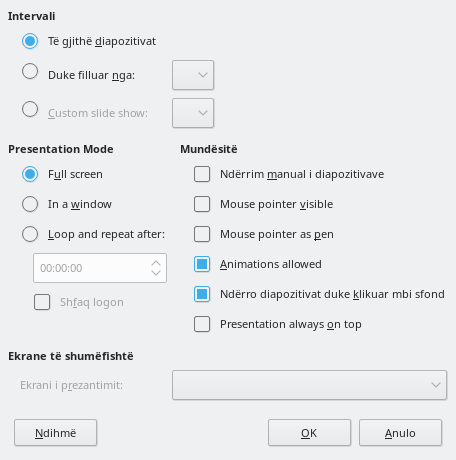 Intervali
Të gjithë diapozitivat
Duke filluar nga:
Custom slide show:
Presentation Mode
Full screen
In a window
Loop and repeat after:
00:00:00
Shfaq logon
Mundësitë
Ndërrim manual i diapozitivave
Mouse pointer visible
Mouse pointer as pen
Animations allowed
Ndërro diapozitivat duke klikuar mbi sfond
Presentation always on top
Ekrane të shumëfishtë
Ekrani i prezantimit:
Ndihmë
OK
Anulo